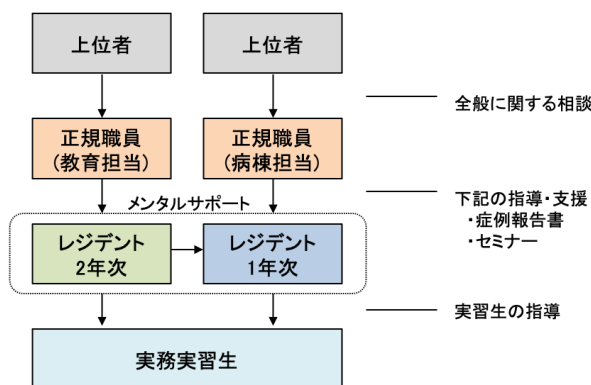 上位者
上位者
全般に関する相談
正規職員
(教育担当)
正規職員
(病棟担当)
メンタルサポート
下記の指導・支援
・症例報告書
・セミナー
レジデント
2年次
レジデント
1年次
実習生の指導
実務実習生